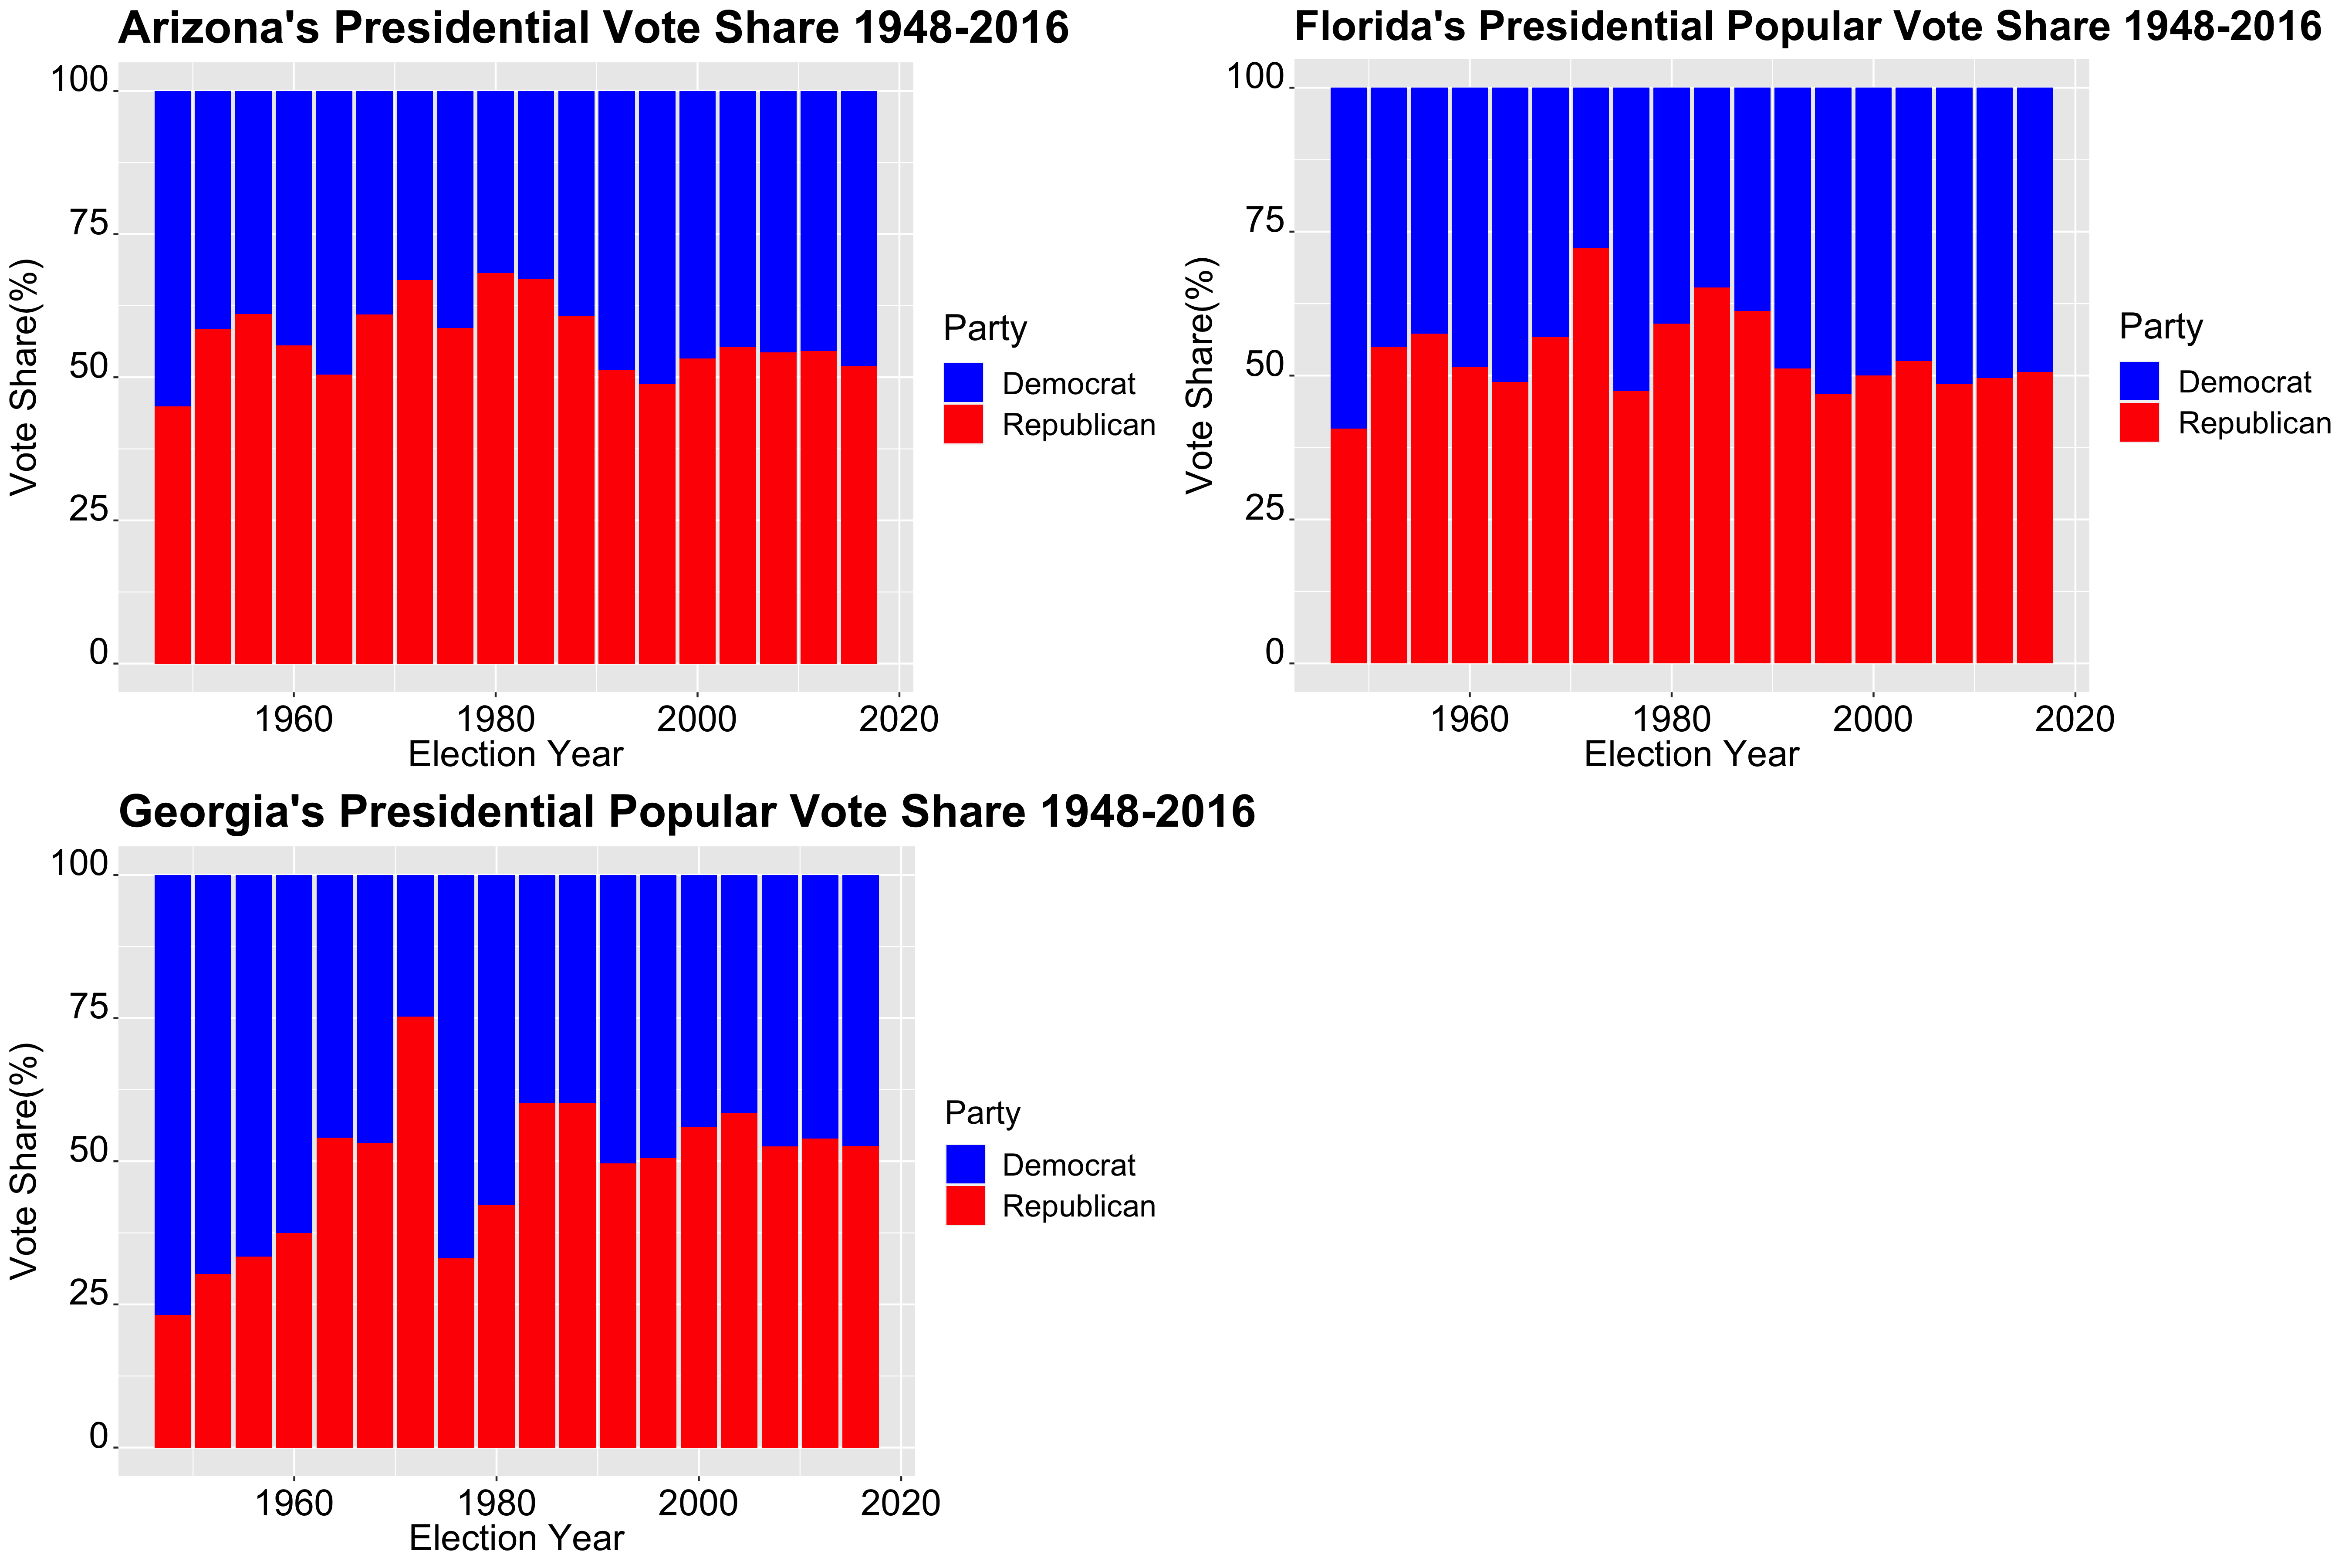 Arizona's Presidential Vote Share 1948-2016
100
75
50
25
0
Vote Share(%)
1960 1980 2000 2020
Election Year
Party
Democrat
Republican
Florida's Presidential Popular Vote Share 1948-2016
100
75
50
25
0
Vote Share(%)
1960 1980 2000 2020
Election Year
Party
Democrat
Republican
Georgia's Presidential Popular Vote Share 1948-2016
100
75
50
25
0
Vote Share(%)
1960 1980 2000 2020
Election Year
Party
Democrat
Republican